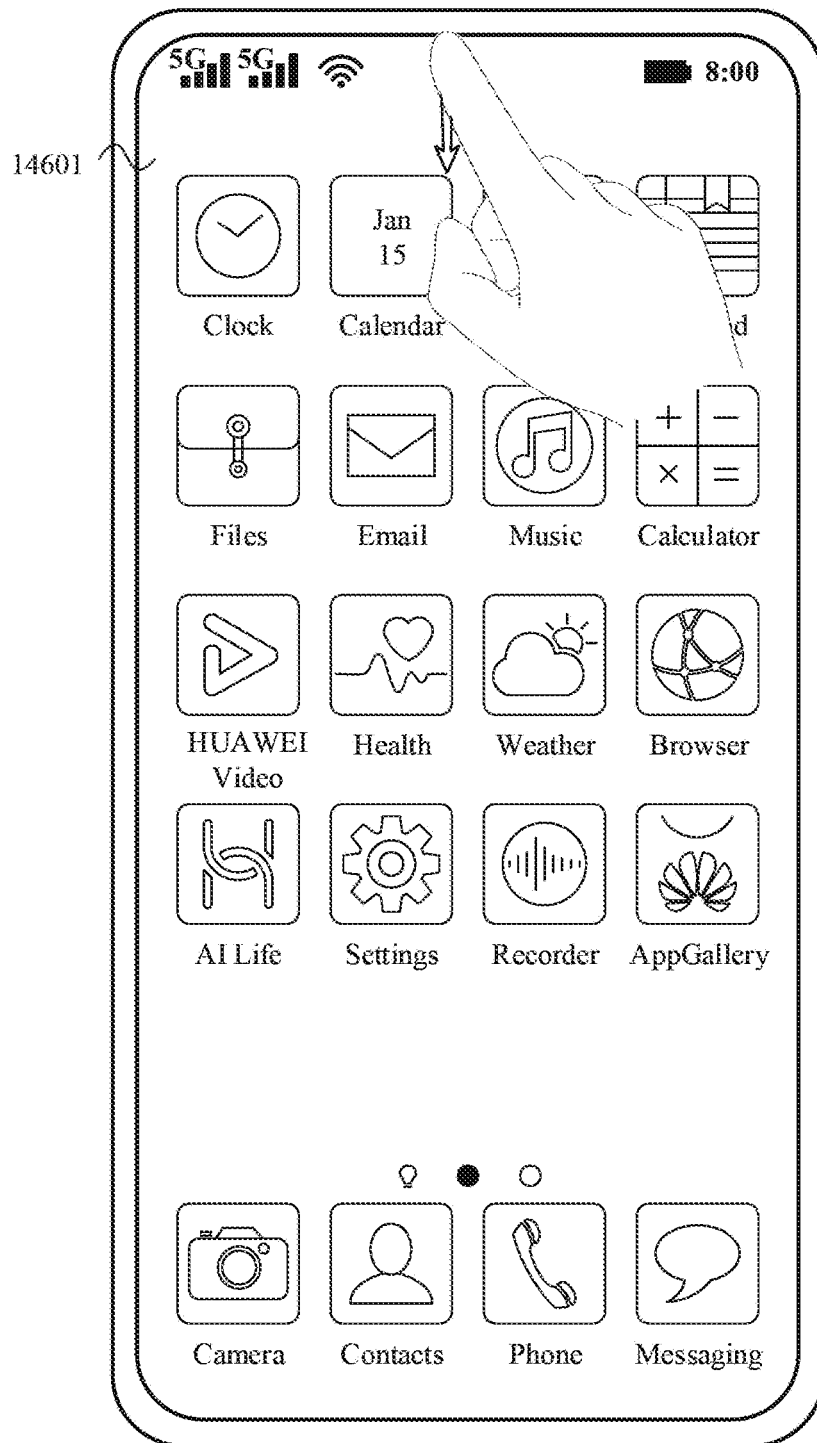 5G 5G 8:00
14601
Jan
15
Clock Calendar d
Files Email Music Calculator
HUAWEI Health Weather Browser
Video
AI Life Settings Recorder AppGallery
Camera Contacts Phone Messaging